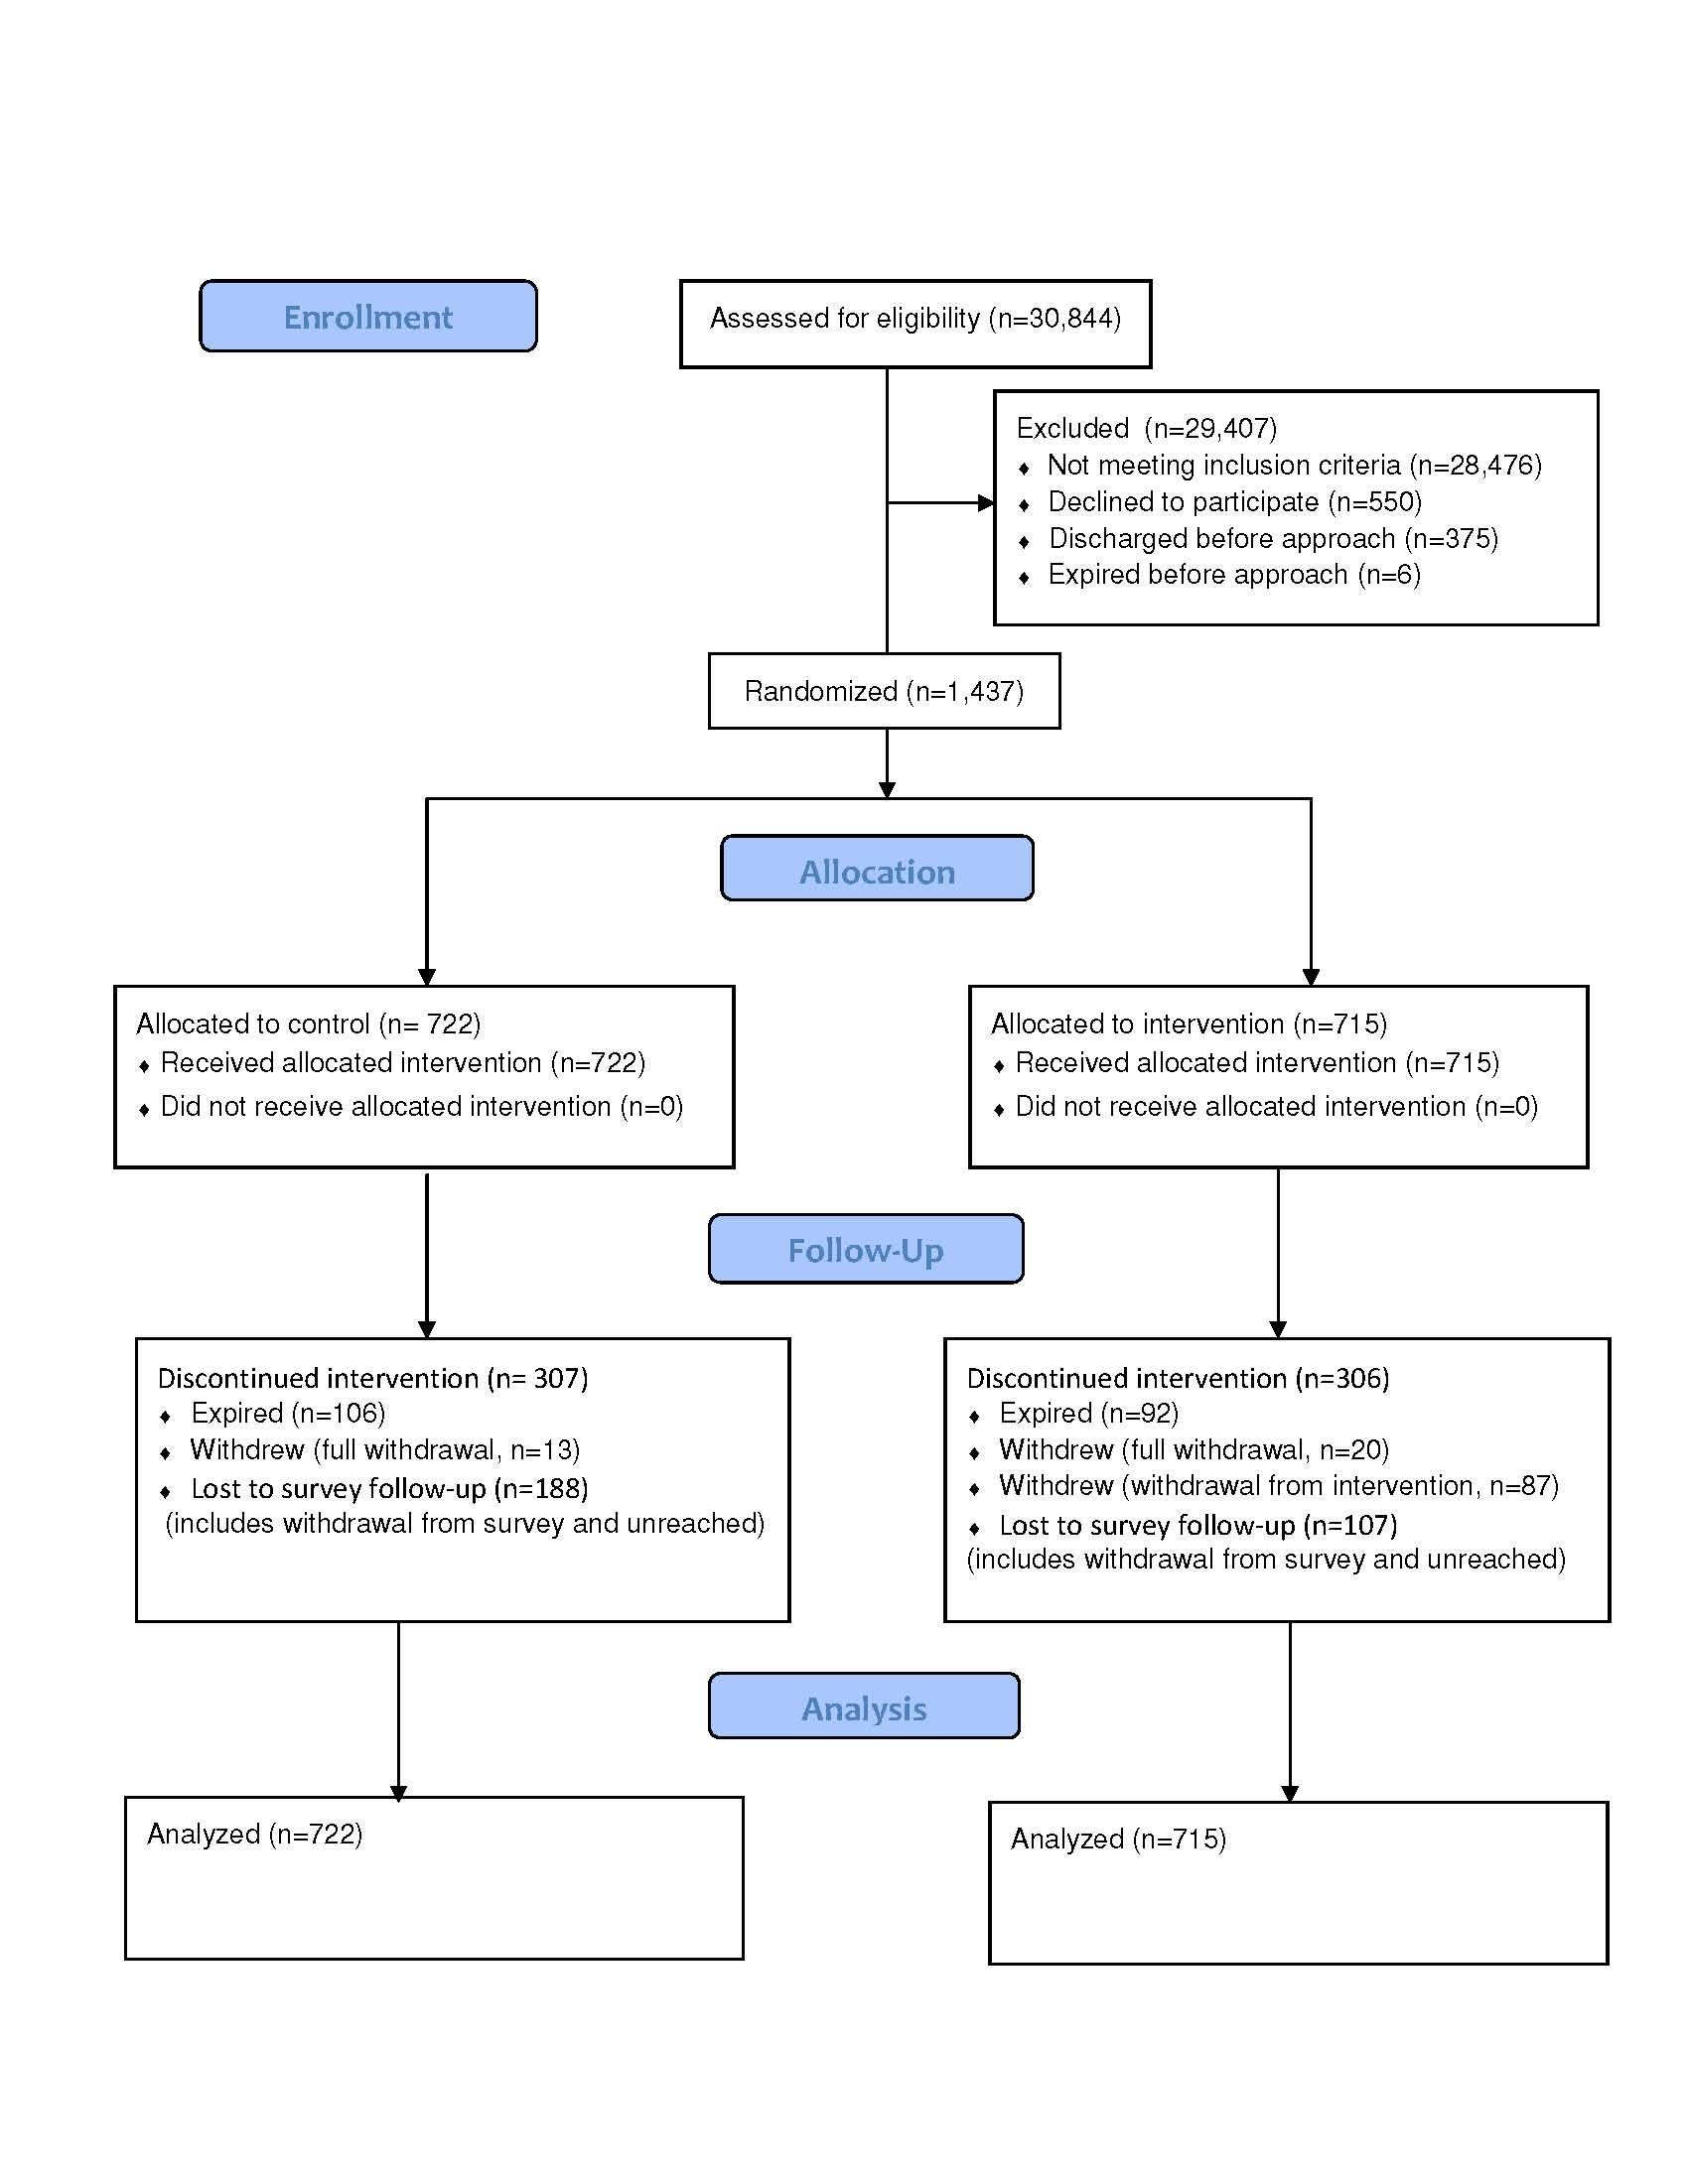 Enrollment
Assessed for eligibility (n=30,844)
Excluded  (n=29,407)
♦ Not meeting inclusion criteria (n=28,476)
♦ Declined to participate (n=550)
♦ Discharged before approach (n=375)
♦ Expired before approach (n=6)
Randomized (n=1,437)
Allocation
Allocated to control (n= 722)
♦ Received allocated intervention (n=722)
♦ Did not receive allocated intervention (n=0)
Allocated to intervention (n=715)
♦ Received allocated intervention (n=715)
♦ Did not receive allocated intervention (n=0)
Follow-Up
Discontinued intervention (n= 307)
♦ Expired (n=106)
♦ Withdrew (full withdrawal, n=13)
♦ Lost to survey follow-up (n=188)
(includes withdrawal from survey and unreached)
Discontinued intervention (n=306)
♦ Expired (n=92)
♦ Withdrew (full withdrawal, n=20)
♦ Withdrew (withdrawal from intervention, n=87)
♦ Lost to survey follow-up (n=107)
(includes withdrawal from survey and unreached)
Analysis
Analyzed (n=722)
Analyzed (n=715)